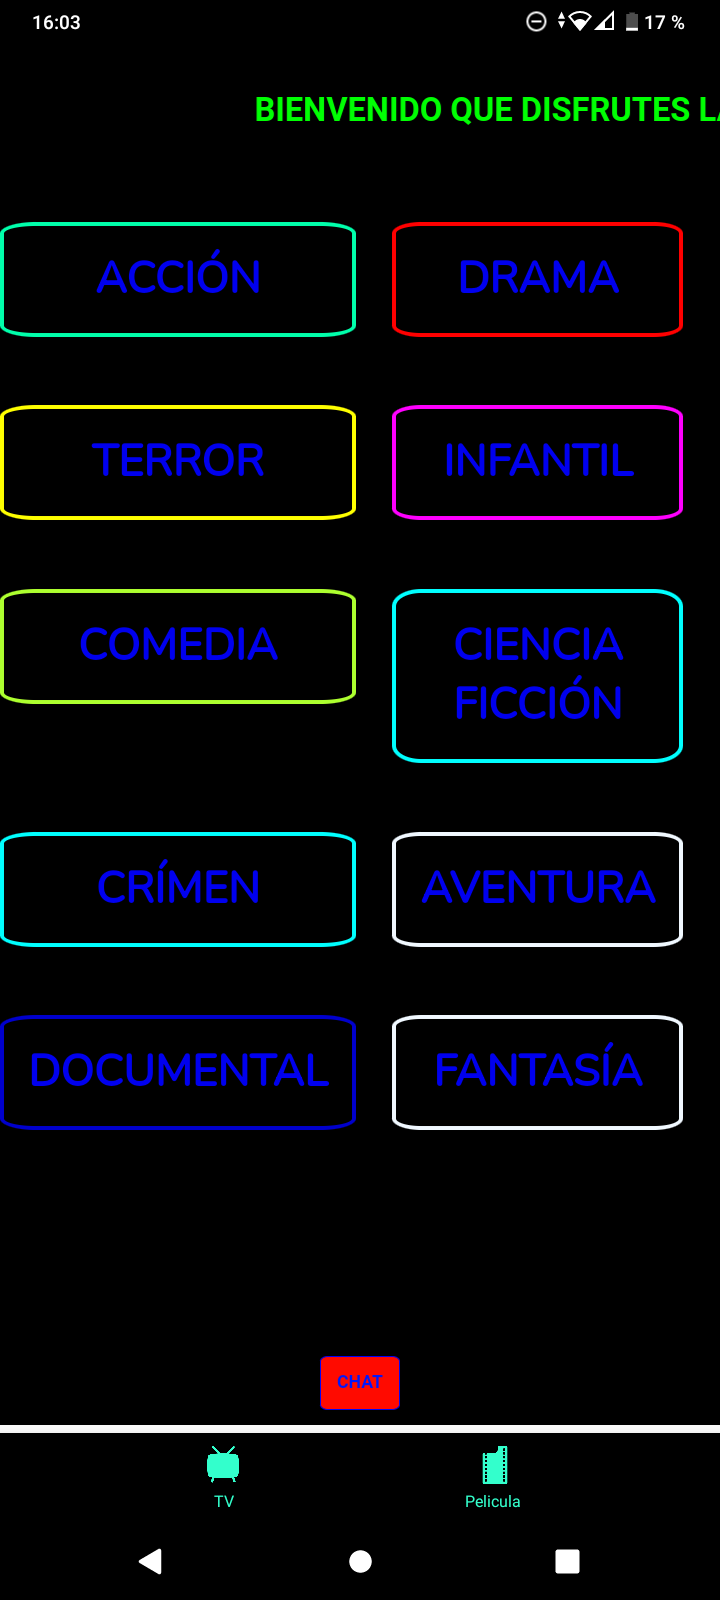 16:03 17 %
BIENVENIDO QUE DISFRUTES LA
ACCIÓN
DRAMA
TERROR
INFANTIL
COMEDIA
CIENCIA
FICCIÓN
CRÍMEN
AVENTURA
DOCUMENTAL
FANTASÍA
CHAT
TV
Pelicula